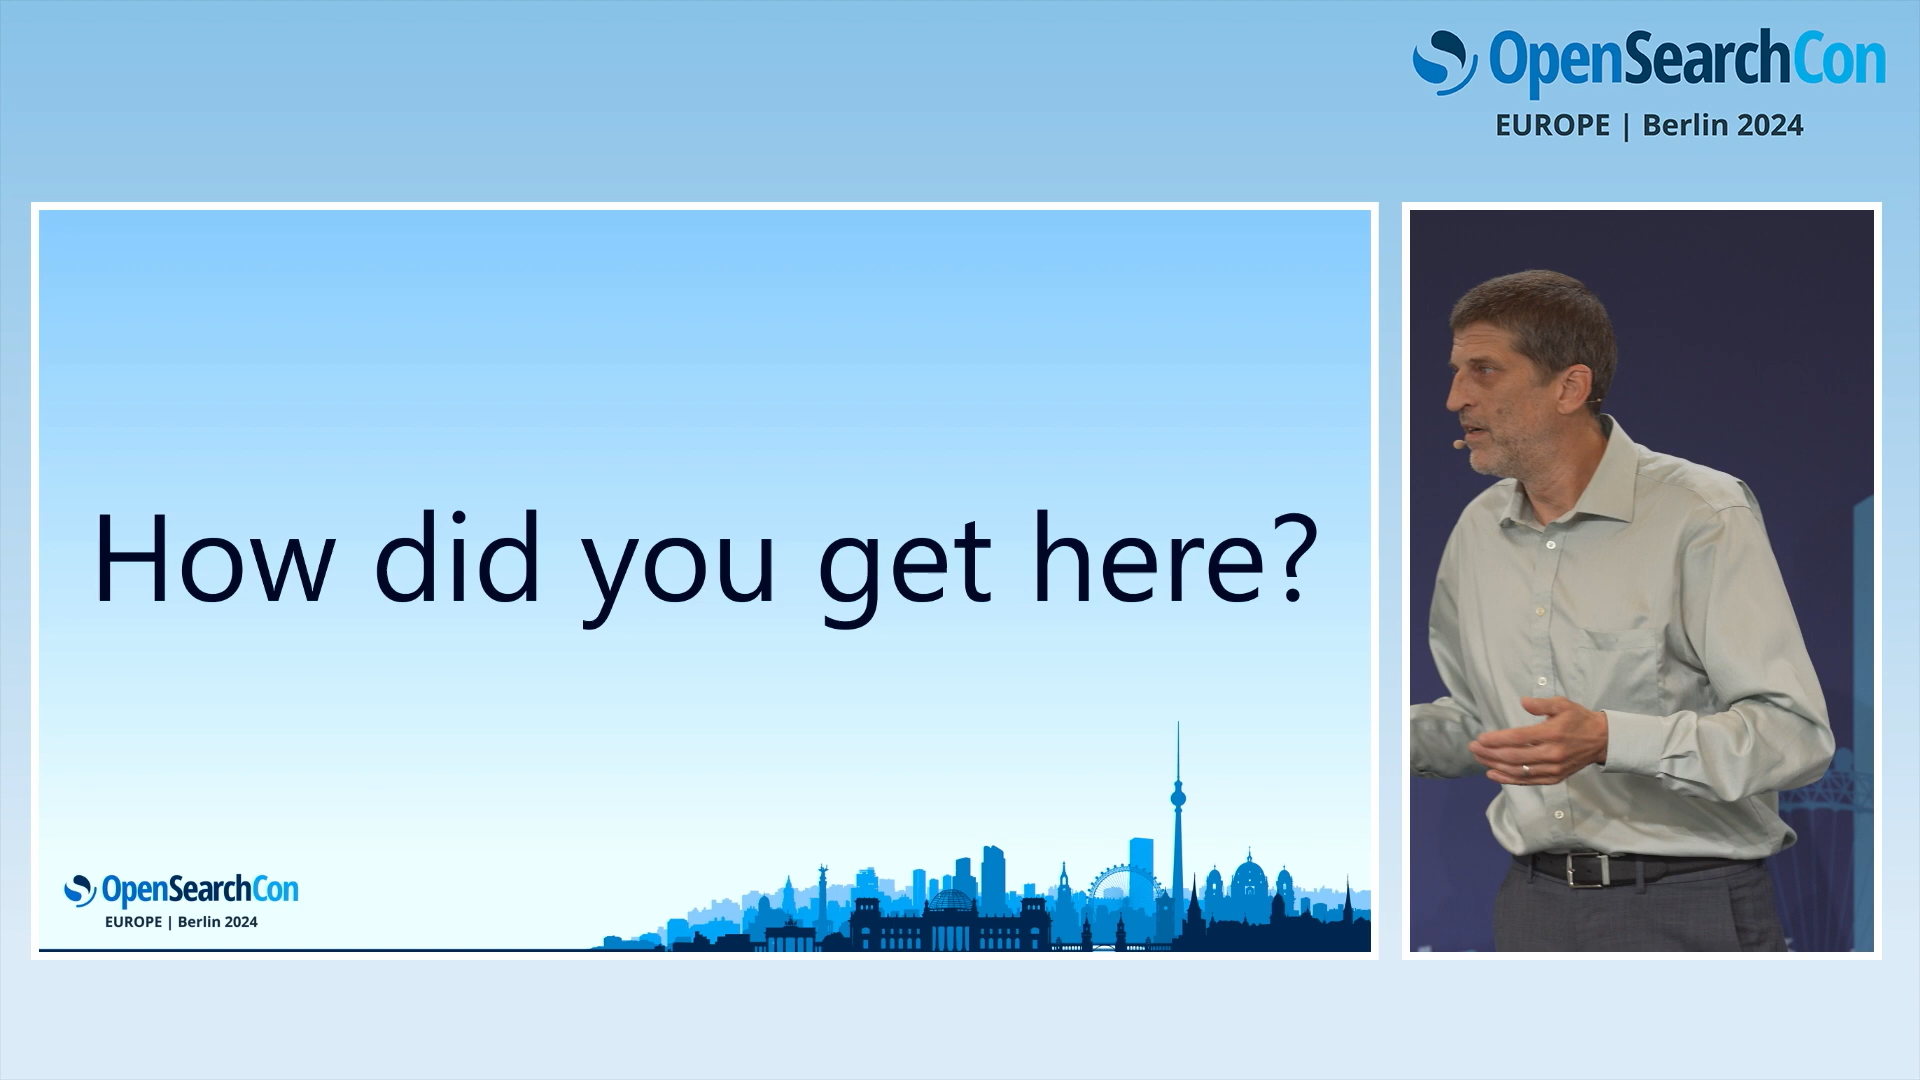 OpenSearchCon
EUROPE | Berlin 2024
How did you get here?
OpenSearchCon
EUROPE | Berlin 2024